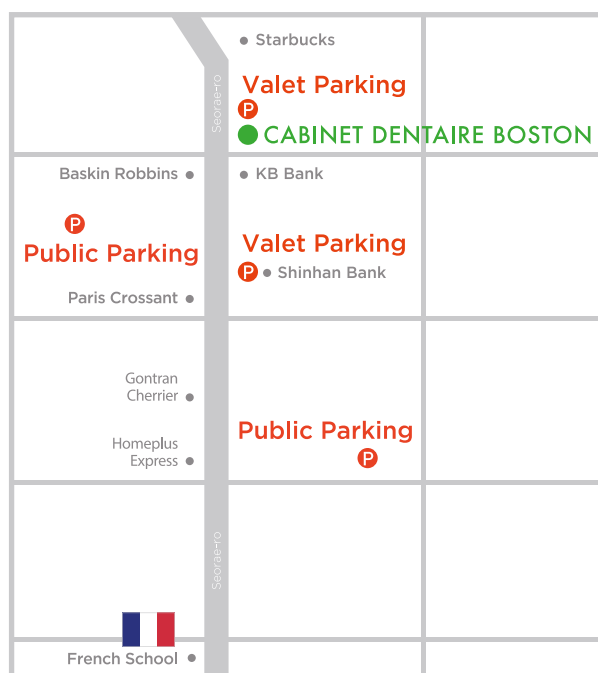 Starbucks
Valet Parking
P
Seorae-ro
CABINET DENTAIRE BOSTON
Baskin Robbins
KB Bank
P
Public Parking
Valet Parking
P
Shinhan Bank
Paris Crossant
Gontran
Cherrier
Public Parking
P
Homeplus
Express
Seorae-ro
French School